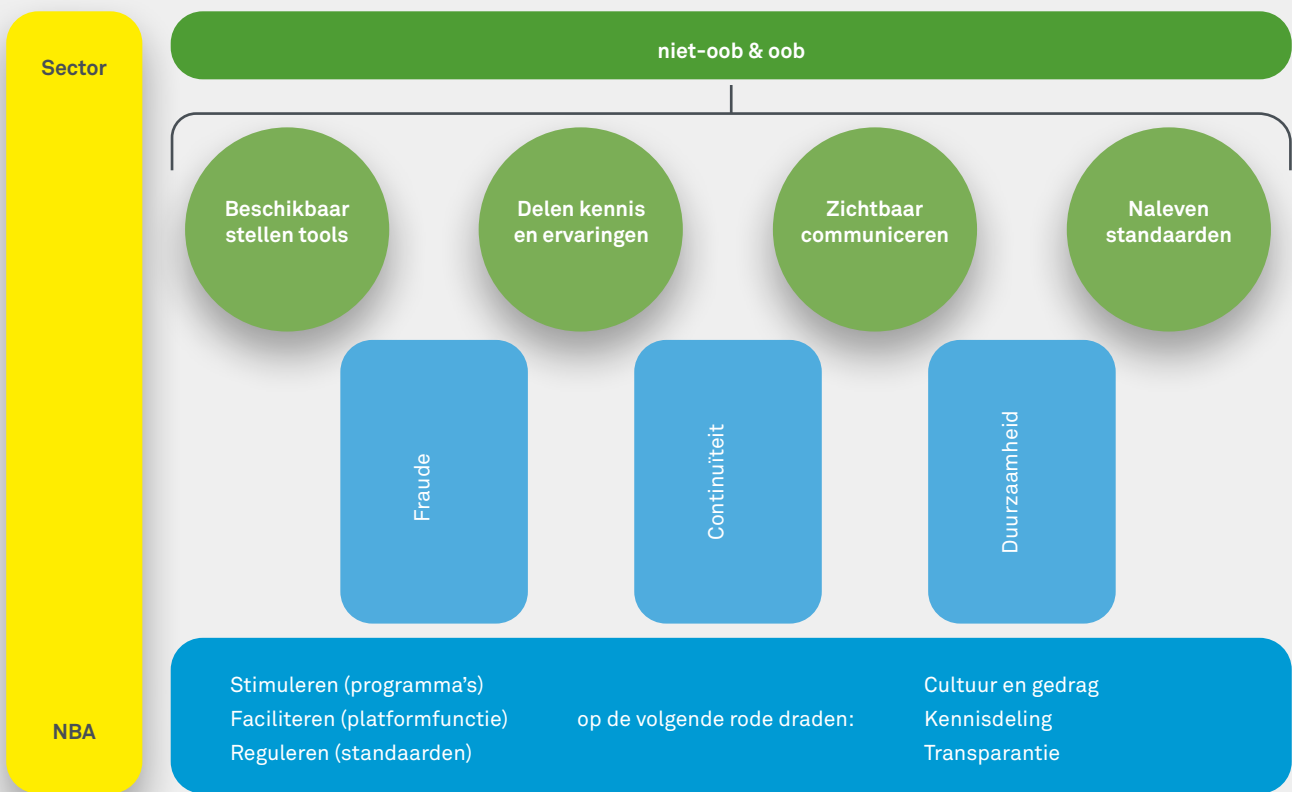 Sector
niet-oob & oob
Beschikbaar
stellen tools
Delen kennis
en ervaringen
Zichtbaar
communiceren
Naleven
standaarden
Fraude
Continuïteit
Duurzaamheid
NBA
Stimuleren (programma's)
Faciliteren (platformfunctie)
Reguleren (standaarden)
op de volgende rode draden:
Cultuur en gedrag
Kennisdeling
Transparantie